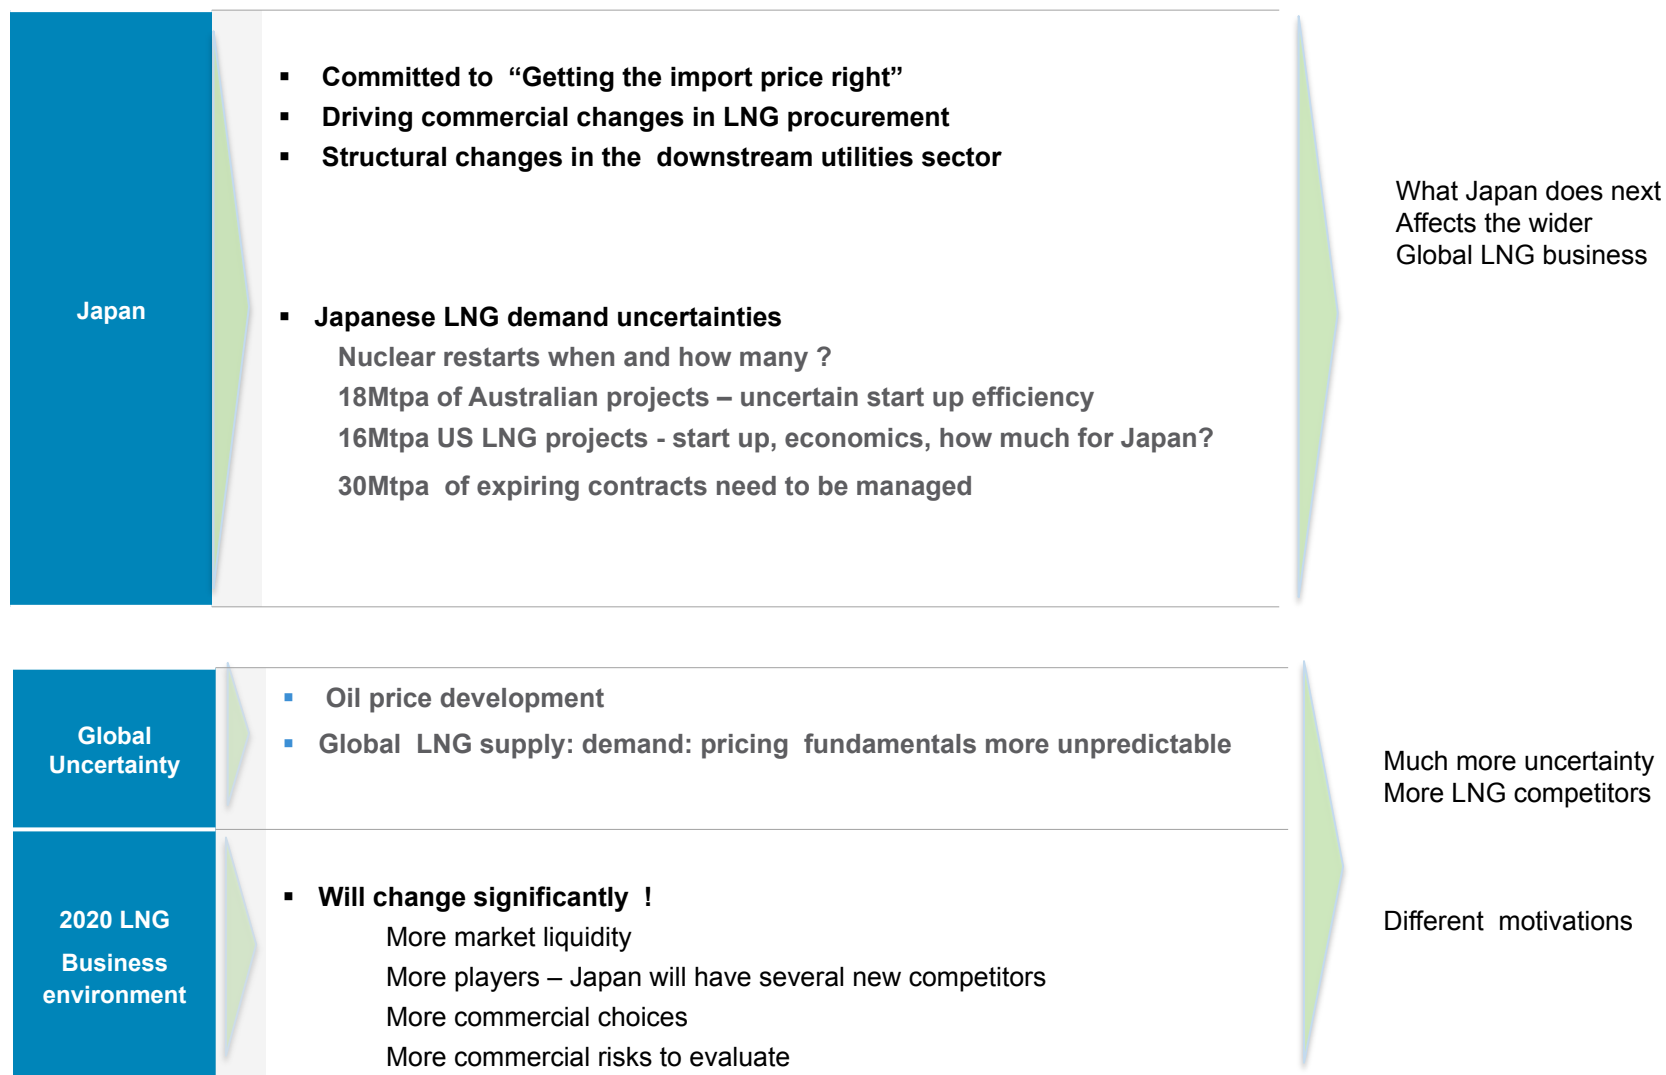 Japan
▪ Committed to “Getting the import price right”
▪ Driving commercial changes in LNG procurement
▪ Structural changes in the downstream utilities sector
▪ Japanese LNG demand uncertainties
Nuclear restarts when and how many ?
18Mtpa of Australian projects – uncertain start up efficiency
16Mtpa US LNG projects - start up, economics, how much for Japan?
30Mtpa of expiring contracts need to be managed
What Japan does next
Affects the wider
Global LNG business
Global
Uncertainty
▪ Oil price development
▪ Global LNG supply: demand: pricing fundamentals more unpredictable
2020 LNG
Business
environment
▪ Will change significantly !
More market liquidity
More players – Japan will have several new competitors
More commercial choices
More commercial risks to evaluate
Much more uncertainty
More LNG competitors
Different motivations